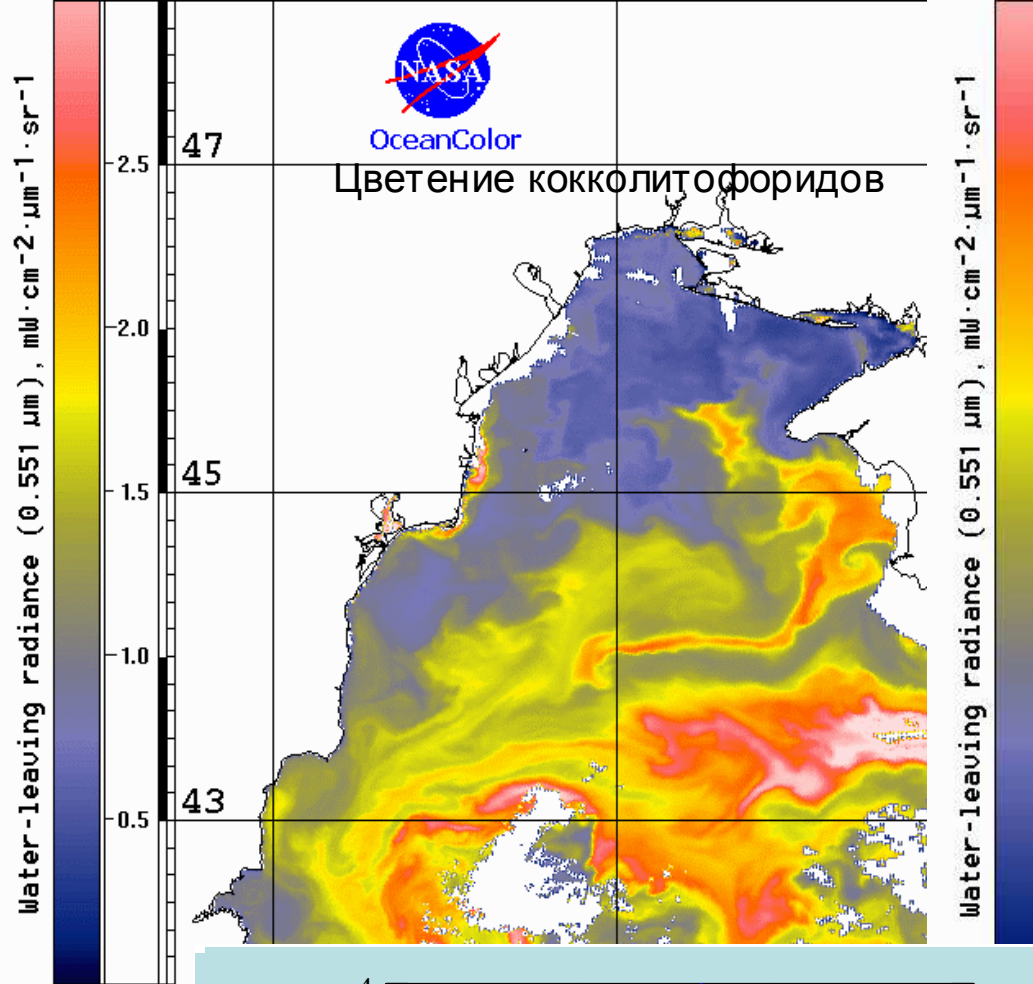 Water-leaving radiance (0.551 µm), mW·cm-2·µm-1·sr-1
2.5
2.0
1.5
1.0
0.5
NASA
OceanColor
47
Цветение кокколитофоридов
45
43
Water-leaving radiance (0.551 µm), mW·cm-2·µm-1·sr-1
4